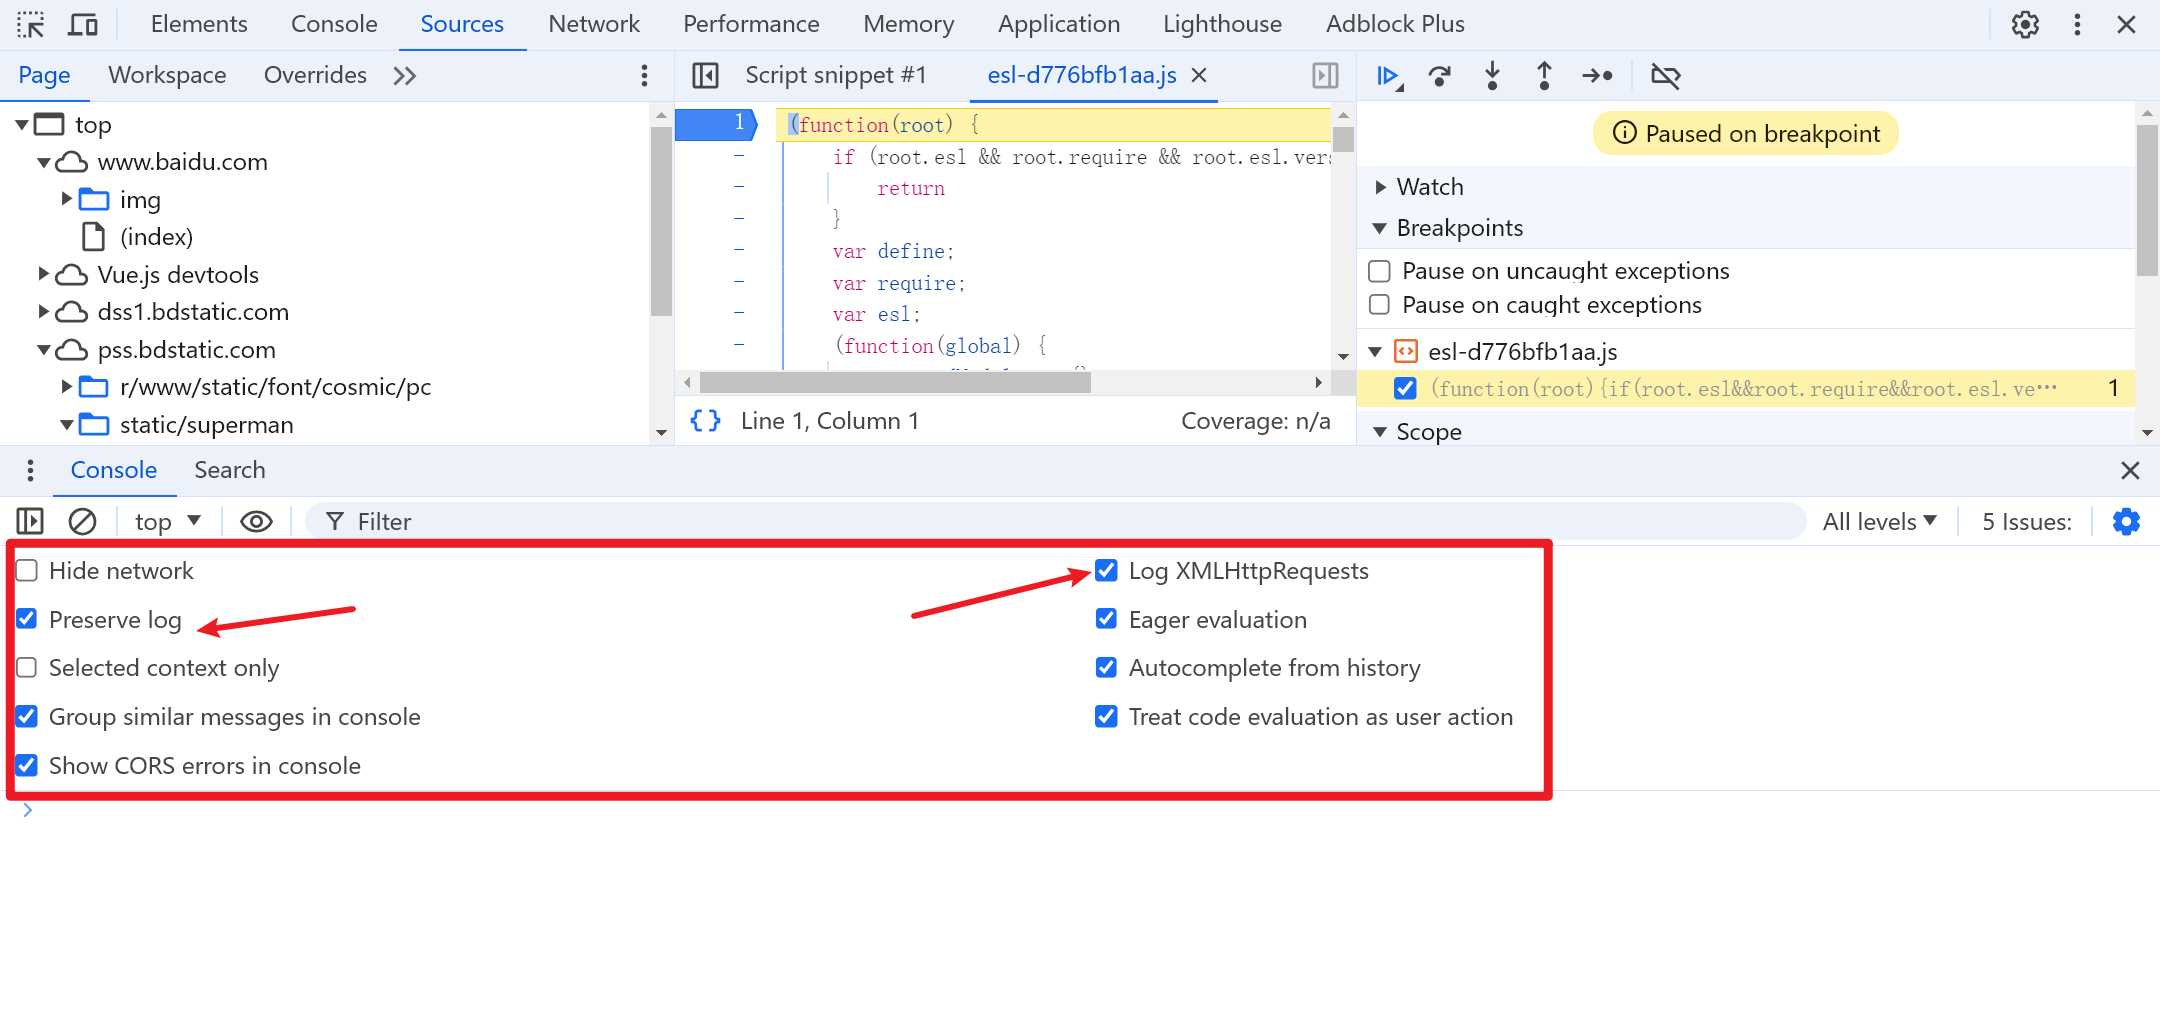 Elements Console Sources Network Performance Memory Application Lighthouse Adblock Plus
Page Workspace Overrides
top
www.baidu.com
img
(index)
Vue.js devtools
dss1.bdstatic.com
pss.bdstatic.com
r/www/static/font/cosmic/pc
static/superman
Script snippet #1 esl-d776bfb1aa.js
1 (function(root) {
- if (root.esl && root.require && root.esl.vers
- return
- }
- var define;
- var require;
- var esl;
- (function(global) {
{}
Line 1, Column 1 Coverage: n/a
Paused on breakpoint
Watch
Breakpoints
Pause on uncaught exceptions
Pause on caught exceptions
esl-d776bfb1aa.js
(function(root){if(root.esl&&root.require&&root.esl.ve… 1
Scope
Console Search
top Filter All levels 5 Issues:
Hide network
Preserve log
Selected context only
Group similar messages in console
Show CORS errors in console
Log XMLHttpRequests
Eager evaluation
Autocomplete from history
Treat code evaluation as user action